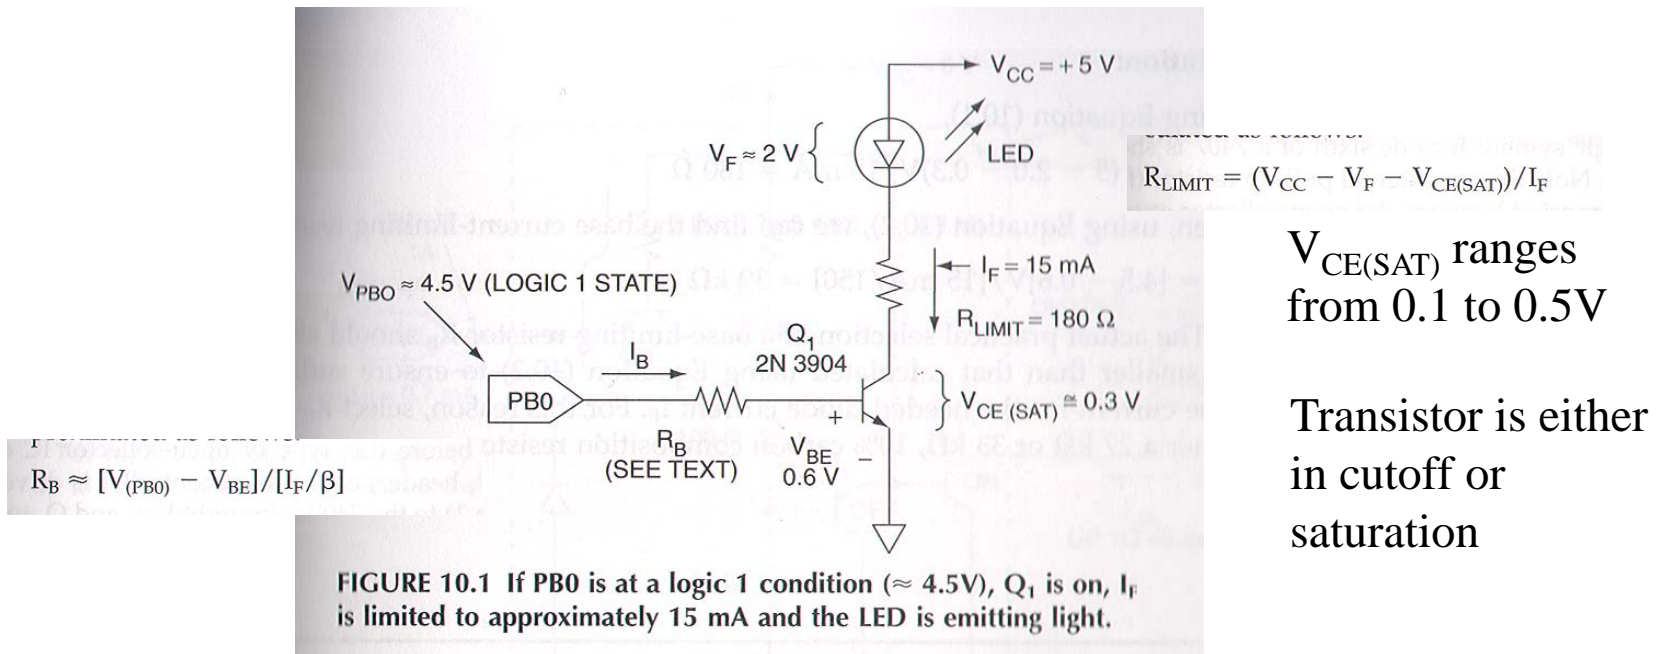 V_CC = + 5 V
V_F ≈ 2 V
LED
R_LIMIT = (V_CC − V_F − V_CE(SAT))/I_F
V_CE(SAT) ranges
from 0.1 to 0.5V
I_F = 15 mA
V_PBO ≈ 4.5 V (LOGIC 1 STATE)
R_LIMIT = 180 Ω
Q_1
2N 3904
I_B
PB0
V_CE (SAT) ≅ 0.3 V
Transistor is either
in cutoff or
saturation
+
R_B
(SEE TEXT)
V_BE
0.6 V
−
R_B ≈ [V_(PB0) − V_BE]/[I_F/β]
FIGURE 10.1 If PB0 is at a logic 1 condition (≈ 4.5V), Q_1 is on, I_F
is limited to approximately 15 mA and the LED is emitting light.